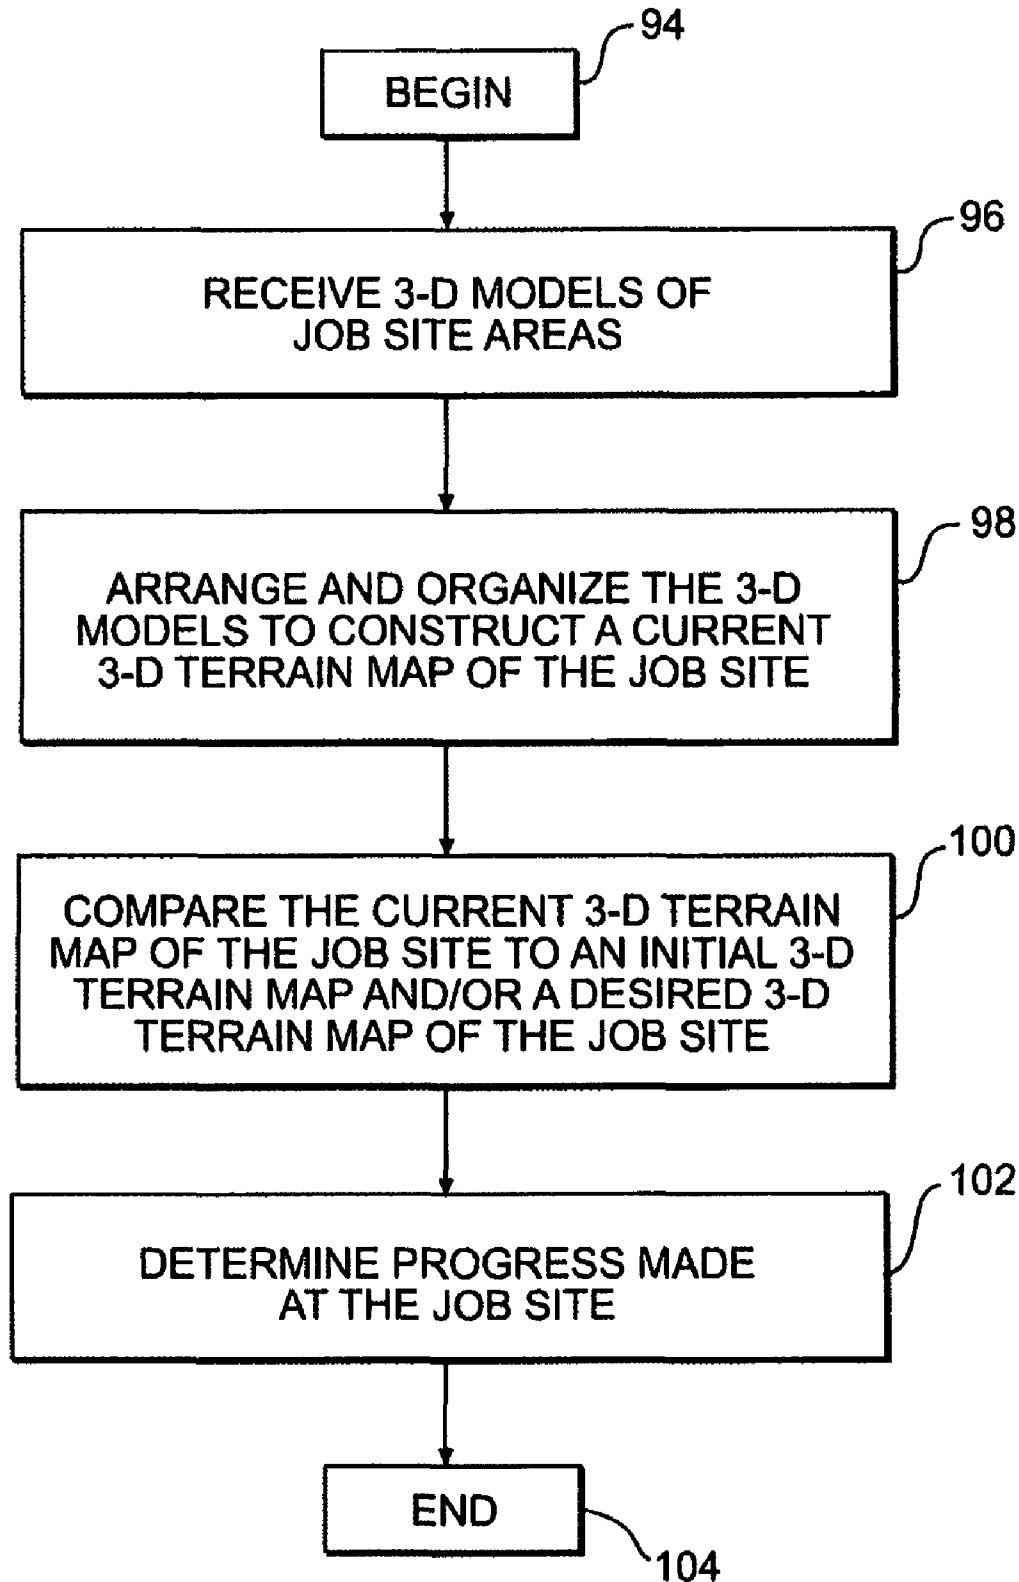 94
BEGIN
96
RECEIVE 3-D MODELS OF
JOB SITE AREAS
98
ARRANGE AND ORGANIZE THE 3-D
MODELS TO CONSTRUCT A CURRENT
3-D TERRAIN MAP OF THE JOB SITE
100
COMPARE THE CURRENT 3-D TERRAIN
MAP OF THE JOB SITE TO AN INITIAL 3-D
TERRAIN MAP AND/OR A DESIRED 3-D
TERRAIN MAP OF THE JOB SITE
102
DETERMINE PROGRESS MADE
AT THE JOB SITE
END
104